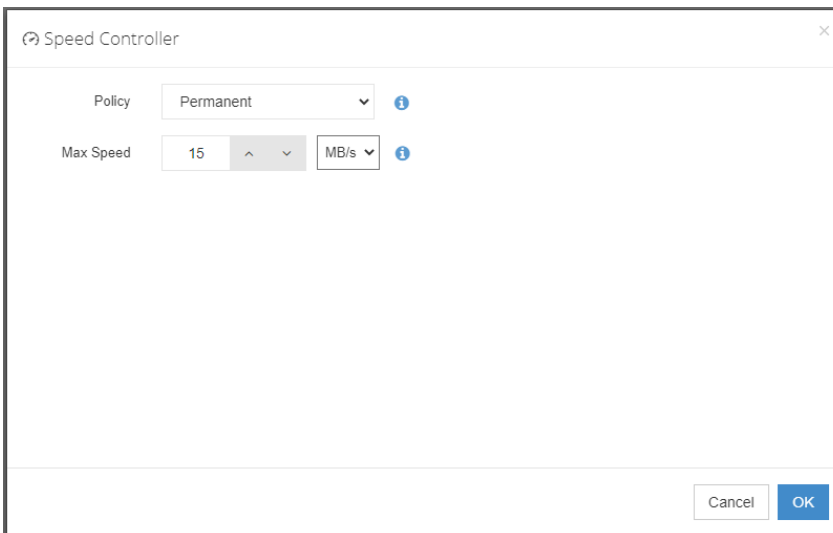 Speed Controller
Policy Permanent
Max Speed 15 MB/s
Cancel OK